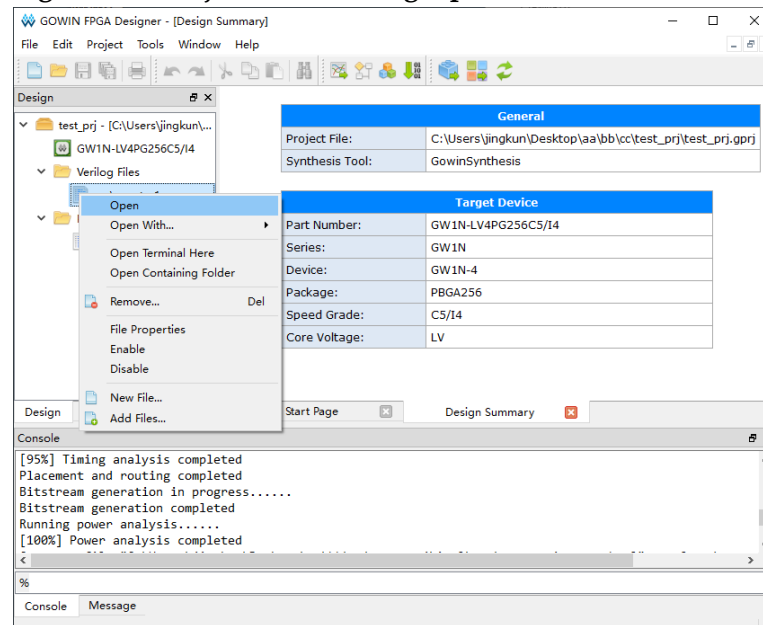 GOWIN FPGA Designer - [Design Summary]
File Edit Project Tools Window Help
Design
test_prj - [C:\Users\jingkun\...
GW1N-LV4PG256C5/I4
Verilog Files
Open
Open With...
Open Terminal Here
Open Containing Folder
Remove... Del
File Properties
Enable
Disable
New File...
Add Files...
General
Project File: C:\Users\jingkun\Desktop\aa\bb\cc\test_prj\test_prj.gprj
Synthesis Tool: GowinSynthesis
Target Device
Part Number: GW1N-LV4PG256C5/I4
Series: GW1N
Device: GW1N-4
Package: PBGA256
Speed Grade: C5/I4
Core Voltage: LV
Design
Start Page
Design Summary
Console
[95%] Timing analysis completed
Placement and routing completed
Bitstream generation in progress......
Bitstream generation completed
Running power analysis......
[100%] Power analysis completed
%
Console Message